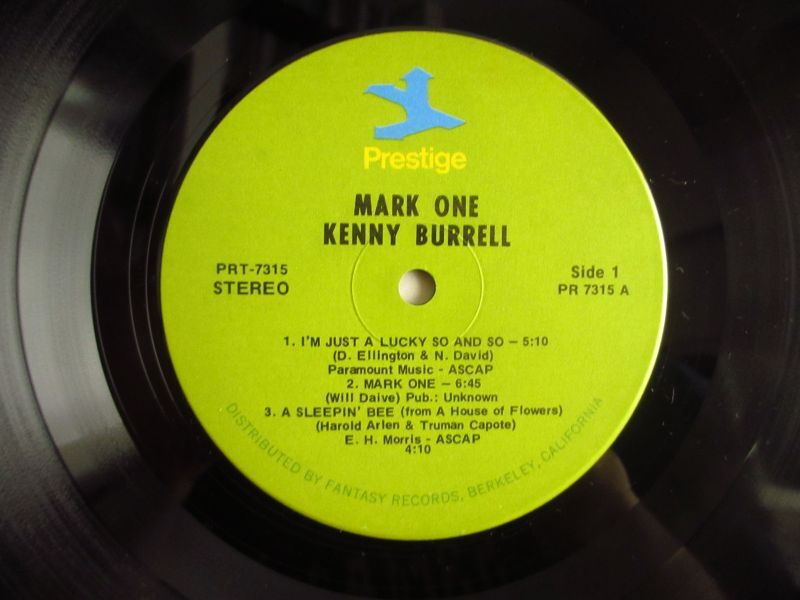 Prestige
MARK ONE
KENNY BURRELL
PRT-7315
STEREO
Side 1
PR 7315 A
1. I'M JUST A LUCKY SO AND SO – 5:10
(D. Ellington & N. David)
Paramount Music - ASCAP
2. MARK ONE – 6:45
(Will Daive) Pub.: Unknown
3. A SLEEPIN' BEE (from A House of Flowers)
(Harold Arlen & Truman Capote)
E. H. Morris - ASCAP
4:10
DISTRIBUTED BY FANTASY RECORDS, BERKELEY, CALIFORNIA